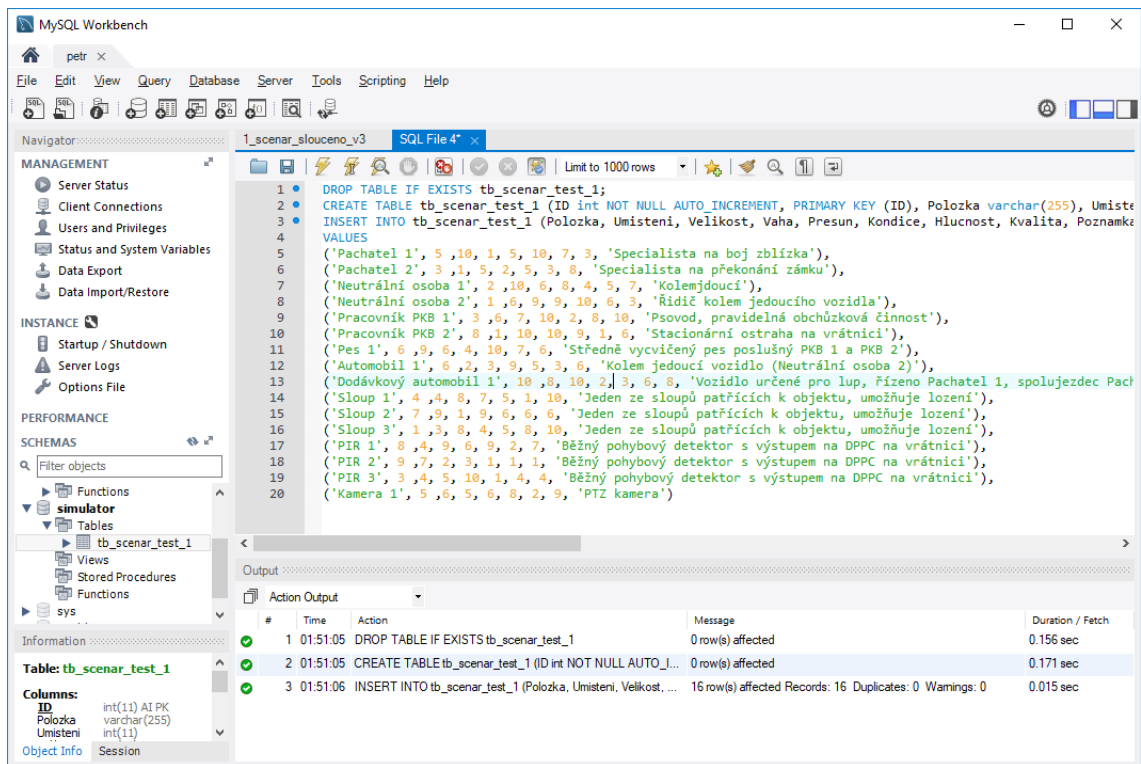 MySQL Workbench
petr
File Edit View Query Database Server Tools Scripting Help
Navigator
MANAGEMENT
Server Status
Client Connections
Users and Privileges
Status and System Variables
Data Export
Data Import/Restore
INSTANCE
Startup / Shutdown
Server Logs
Options File
PERFORMANCE
SCHEMAS
Filter objects
Functions
simulator
Tables
tb_scenar_test_1
Views
Stored Procedures
Functions
sys
Information
Table: tb_scenar_test_1
Columns:
ID int(11) AI PK
Polozka varchar(255)
Umisteni int(11)
Object Info Session
1_scenar_slouceno_v3 SQL File 4*
Limit to 1000 rows
1 DROP TABLE IF EXISTS tb_scenar_test_1;
2 CREATE TABLE tb_scenar_test_1 (ID int NOT NULL AUTO_INCREMENT, PRIMARY KEY (ID), Polozka varchar(255), Umiste
3 INSERT INTO tb_scenar_test_1 (Polozka, Umisteni, Velikost, Vaha, Presun, Kondice, Hlucnost, Kvalita, Poznamka
4 VALUES
5 ('Pachatel 1', 5 ,10, 1, 5, 10, 7, 3, 'Specialista na boj zblízka'),
6 ('Pachatel 2', 3 ,1, 5, 2, 5, 3, 8, 'Specialista na překonání zámku'),
7 ('Neutrální osoba 1', 2 ,10, 6, 8, 4, 5, 7, 'Kolemjdoucí'),
8 ('Neutrální osoba 2', 1 ,6, 9, 9, 10, 6, 3, 'Řidič kolem jedoucího vozidla'),
9 ('Pracovník PKB 1', 3 ,6, 7, 10, 2, 8, 10, 'Psovod, pravidelná obchůzková činnost'),
10 ('Pracovník PKB 2', 8 ,1, 10, 10, 9, 1, 6, 'Stacionární ostraha na vrátnici'),
11 ('Pes 1', 6 ,9, 6, 4, 10, 7, 6, 'Středně vycvičený pes poslušný PKB 1 a PKB 2'),
12 ('Automobil 1', 6 ,2, 3, 9, 5, 3, 6, 'Kolem jedoucí vozidlo (Neutrální osoba 2)'),
13 ('Dodávkový automobil 1', 10 ,8, 10, 2, 3, 6, 8, 'Vozidlo určené pro lup, řízeno Pachatel 1, spolujezdec Pach
14 ('Sloup 1', 4 ,4, 8, 7, 5, 1, 10, 'Jeden ze sloupů patřících k objektu, umožňuje lození'),
15 ('Sloup 2', 7 ,9, 1, 9, 6, 6, 6, 'Jeden ze sloupů patřících k objektu, umožňuje lození'),
16 ('Sloup 3', 1 ,3, 8, 4, 5, 8, 10, 'Jeden ze sloupů patřících k objektu, umožňuje lození'),
17 ('PIR 1', 8 ,4, 9, 6, 9, 2, 7, 'Běžný pohybový detektor s výstupem na DPPC na vrátnici'),
18 ('PIR 2', 9 ,7, 2, 3, 1, 1, 1, 'Běžný pohybový detektor s výstupem na DPPC na vrátnici'),
19 ('PIR 3', 3 ,4, 5, 10, 1, 4, 4, 'Běžný pohybový detektor s výstupem na DPPC na vrátnici'),
20 ('Kamera 1', 5 ,6, 5, 6, 8, 2, 9, 'PTZ kamera')
Output
Action Output
# Time Action Message Duration / Fetch
1 01:51:05 DROP TABLE IF EXISTS tb_scenar_test_1 0 row(s) affected 0.156 sec
2 01:51:05 CREATE TABLE tb_scenar_test_1 (ID int NOT NULL AUTO_I... 0 row(s) affected 0.171 sec
3 01:51:06 INSERT INTO tb_scenar_test_1 (Polozka, Umisteni, Velikost, ... 16 row(s) affected Records: 16 Duplicates: 0 Warnings: 0 0.015 sec